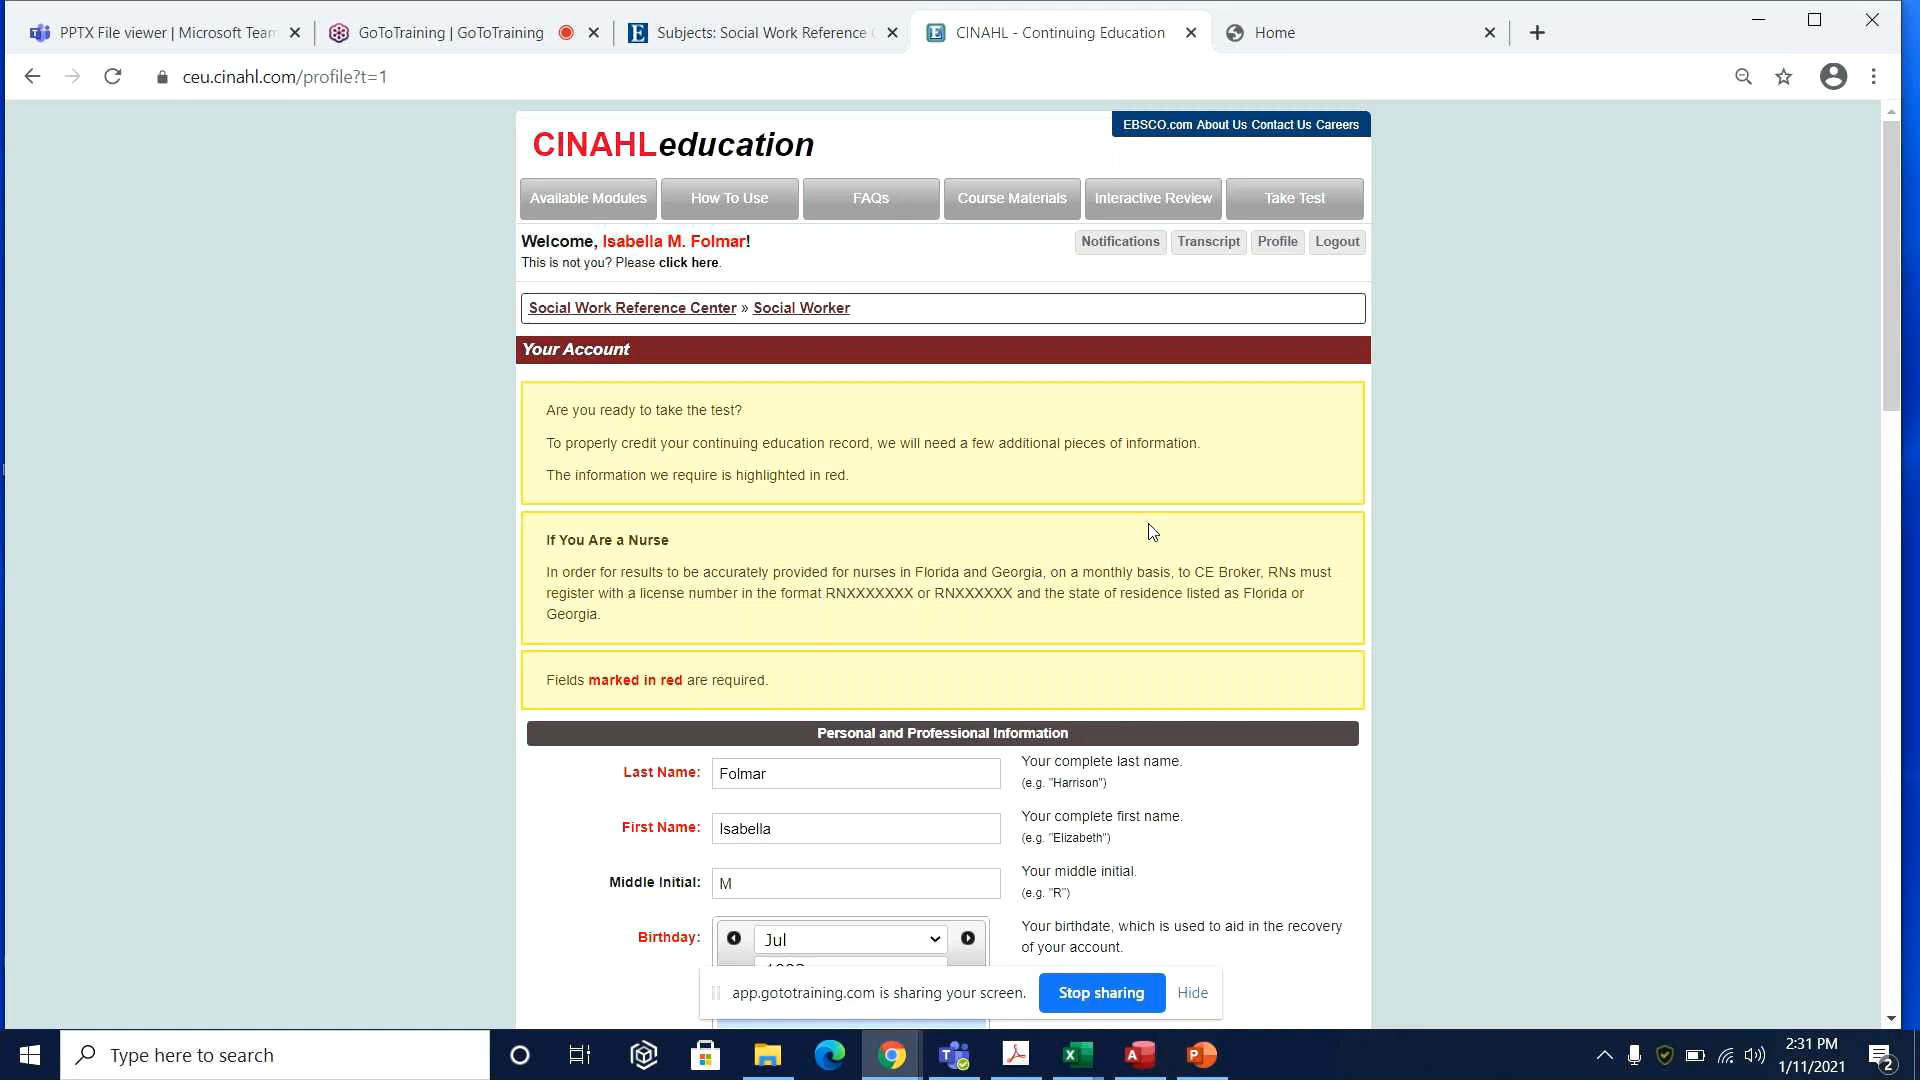 PPTX File viewer | Microsoft Team
GoToTraining | GoToTraining
Subjects: Social Work Reference
CINAHL - Continuing Education
Home
ceu.cinahl.com/profile?t=1
EBSCO.com About Us Contact Us Careers
CINAHLeducation
Available Modules
How To Use
FAQs
Course Materials
Interactive Review
Take Test
Welcome, Isabella M. Folmar!
Notifications
Transcript
Profile
Logout
This is not you? Please click here.
Social Work Reference Center » Social Worker
Your Account
Are you ready to take the test?
To properly credit your continuing education record, we will need a few additional pieces of information.
The information we require is highlighted in red.
If You Are a Nurse
In order for results to be accurately provided for nurses in Florida and Georgia, on a monthly basis, to CE Broker, RNs must
register with a license number in the format RNXXXXXXX or RNXXXXXX and the state of residence listed as Florida or
Georgia.
Fields marked in red are required.
Personal and Professional Information
Last Name:
Folmar
Your complete last name.
(e.g. "Harrison")
First Name:
Isabella
Your complete first name.
(e.g. "Elizabeth")
Middle Initial:
M
Your middle initial.
(e.g. "R")
Birthday:
Jul
Your birthdate, which is used to aid in the recovery
of your account.
app.gototraining.com is sharing your screen.
Stop sharing
Hide
Type here to search
2:31 PM
1/11/2021
2